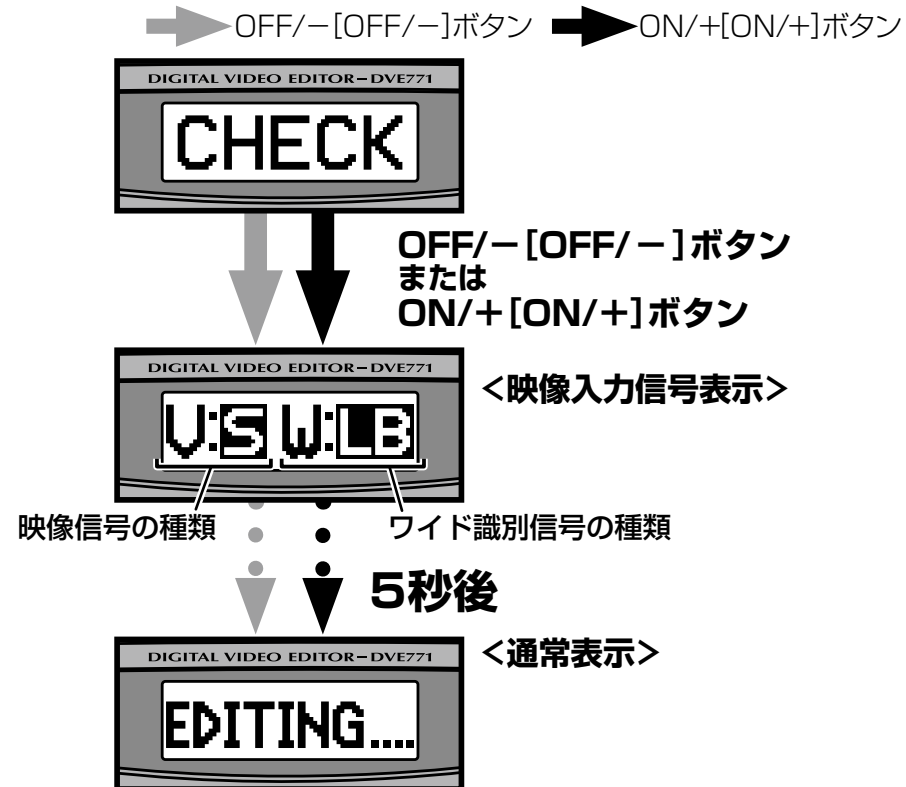 OFF/−[OFF/−]ボタン ON/+[ON/+]ボタン
DIGITAL VIDEO EDITOR−DVE771
CHECK
OFF/−[OFF/−]ボタン
または
ON/+[ON/+]ボタン
DIGITAL VIDEO EDITOR−DVE771
<映像入力信号表示>
V:S W:LB
映像信号の種類 ワイド識別信号の種類
5秒後
DIGITAL VIDEO EDITOR−DVE771
<通常表示>
EDITING....